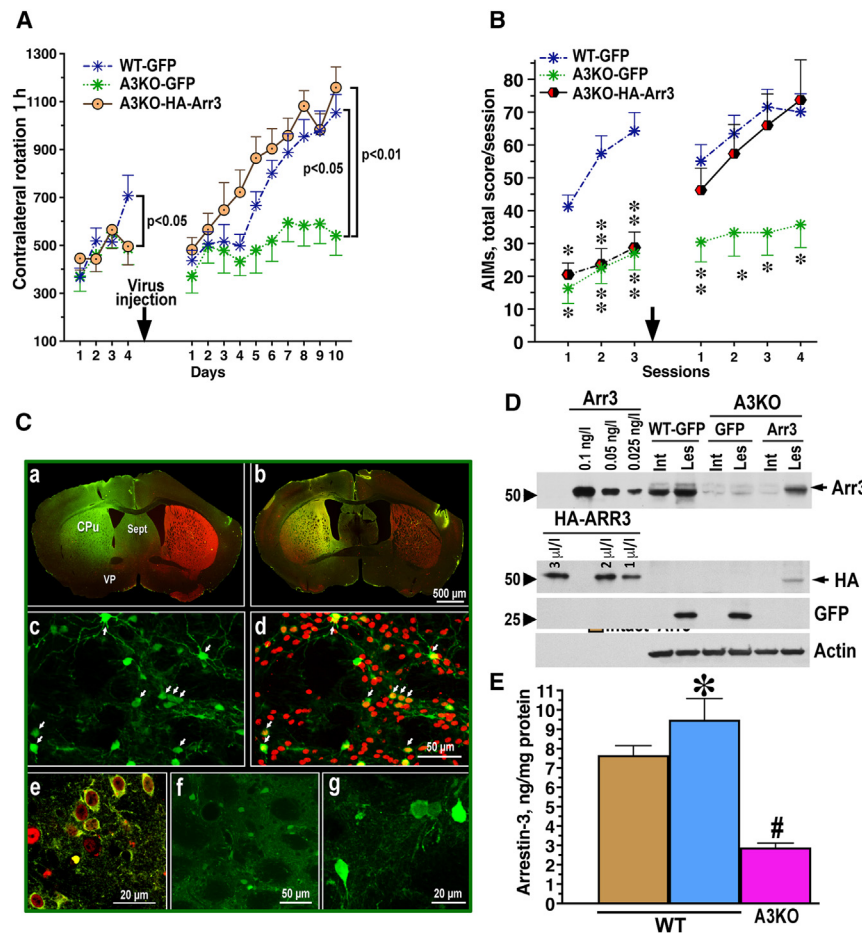 A
Contralateral rotation 1 h
1300
1100
900
700
500
300
100
WT-GFP
A3KO-GFP
A3KO-HA-Arr3
p<0.05
p<0.05
p<0.01
Virus
injection
1 2 3 4 1 2 3 4 5 6 7 8 9 10
Days
B
AIMs, total score/session
80
70
60
50
40
30
20
10
0
WT-GFP
A3KO-GFP
A3KO-HA-Arr3
* ** ** * ** ** ** * * *
1 2 3 1 2 3 4
Sessions
C
a b
CPu Sept
VP
500 µm
c d
50 µm
e f g
20 µm 50 µm 20 µm
D
Arr3
A3KO
0.1 ng/l 0.05 ng/l 0.025 ng/l
WT-GFP GFP Arr3
Int Les Int Les Int Les
50 Arr3
HA-ARR3
3 µl/l 2 µl/l 1 µl/l
50 HA
25 GFP
Actin
E
Arrestin-3, ng/mg protein
11
10
9
8
7
6
5
4
3
2
1
0
*
#
WT A3KO